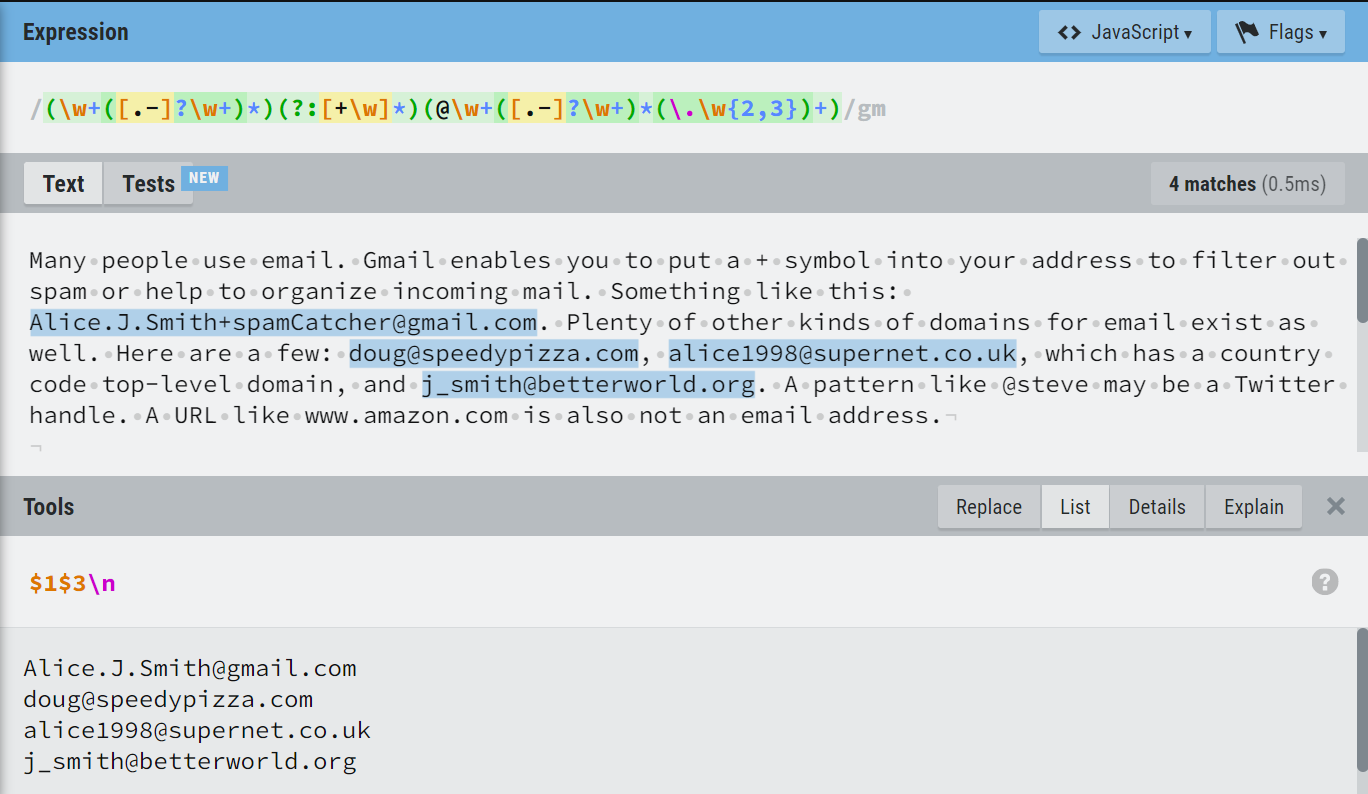 Expression
<> JavaScript ▾
Flags ▾
/(\w+([.-]?\w+)*)(?:[+\w]*)(@\w+([.-]?\w+)*(\.\w{2,3})+)/gm
Text
Tests
NEW
4 matches (0.5ms)
Many people use email. Gmail enables you to put a + symbol into your address to filter out
spam or help to organize incoming mail. Something like this:
Alice.J.Smith+spamCatcher@gmail.com. Plenty of other kinds of domains for email exist as
well. Here are a few: doug@speedypizza.com, alice1998@supernet.co.uk, which has a country
code top-level domain, and j_smith@betterworld.org. A pattern like @steve may be a Twitter
handle. A URL like www.amazon.com is also not an email address.¬
¬
Tools
Replace
List
Details
Explain
×
$1$3\n
?
Alice.J.Smith@gmail.com
doug@speedypizza.com
alice1998@supernet.co.uk
j_smith@betterworld.org